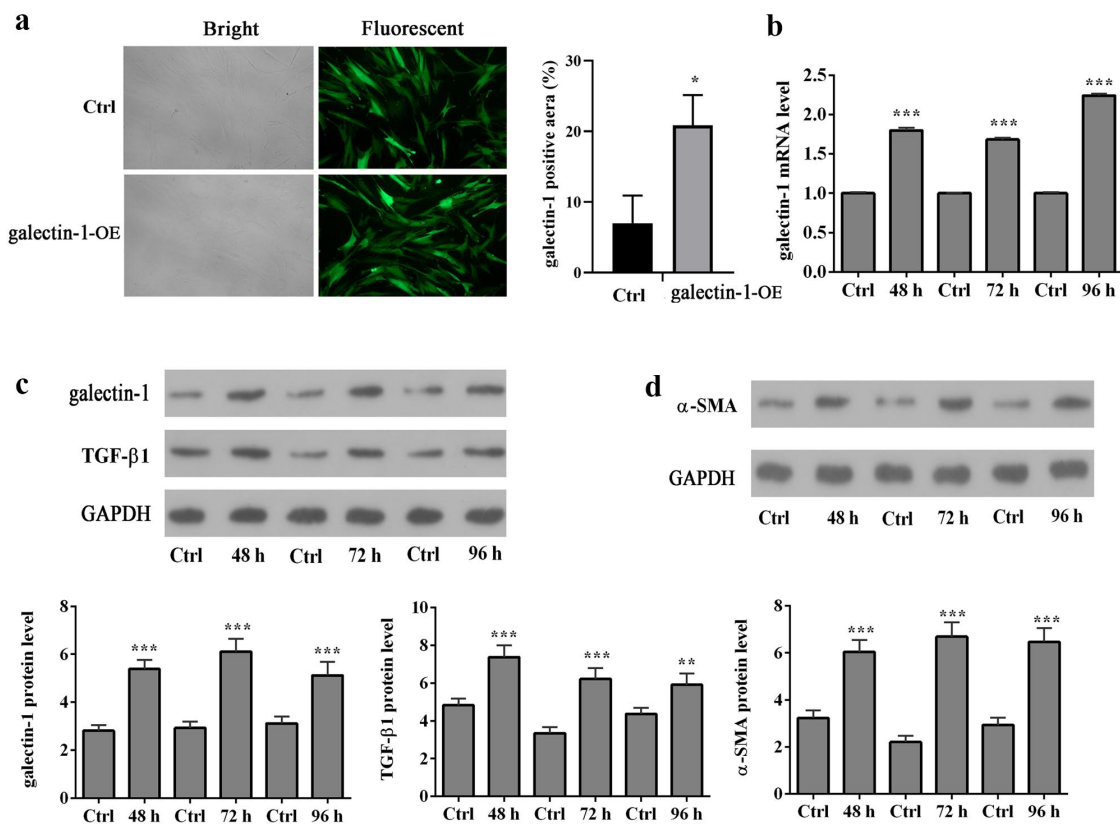 a
Bright
Fluorescent
Ctrl
galectin-1-OE
galectin-1 positive aera (%)
30
20
10
0
*
Ctrl
galectin-1-OE
b
galectin-1 mRNA level
2.5
2.0
1.5
1.0
0.5
0.0
***
***
***
Ctrl 48 h Ctrl 72 h Ctrl 96 h
c
galectin-1
TGF-β1
GAPDH
Ctrl 48 h Ctrl 72 h Ctrl 96 h
d
α-SMA
GAPDH
Ctrl 48 h Ctrl 72 h Ctrl 96 h
galectin-1 protein level
8
6
4
2
0
***
***
***
Ctrl 48 h Ctrl 72 h Ctrl 96 h
TGF-β1 protein level
10
8
6
4
2
0
***
***
**
Ctrl 48 h Ctrl 72 h Ctrl 96 h
α-SMA protein level
8
6
4
2
0
***
***
***
Ctrl 48 h Ctrl 72 h Ctrl 96 h